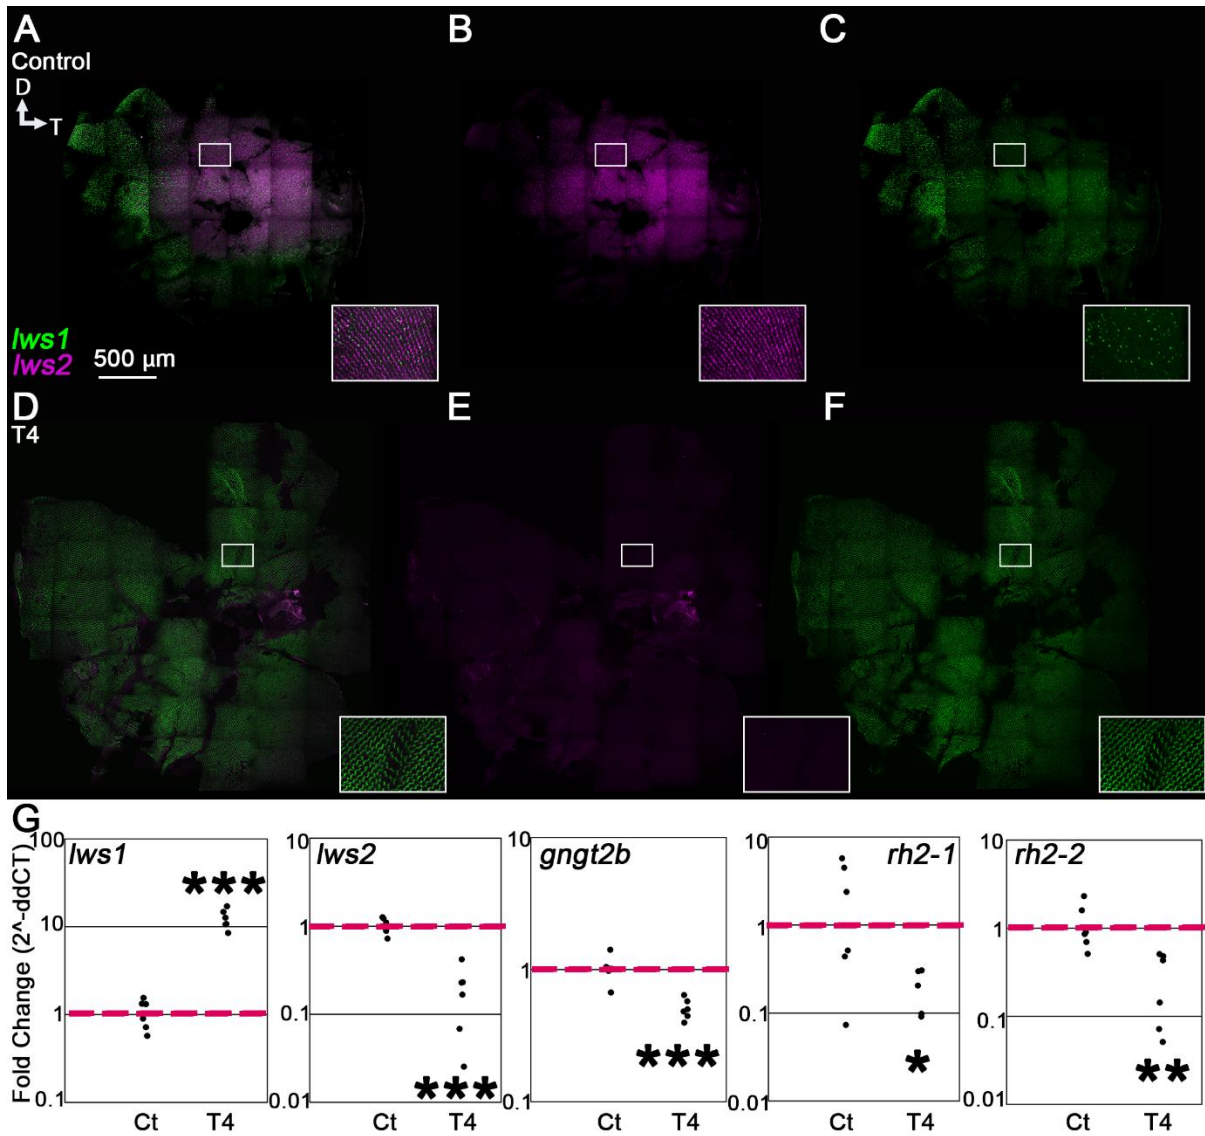 A
B
C
Control
D
T
lws1
lws2
500 µm
D
E
F
T4
G
Fold Change (2^-ddCT)
100
10
1
0.1
lws1
***
Ct
T4
10
1
0.1
0.01
lws2
***
Ct
T4
10
1
0.1
gngt2b
***
Ct
T4
10
1
0.1
0.01
rh2-1
*
Ct
T4
10
1
0.1
0.01
rh2-2
**
Ct
T4